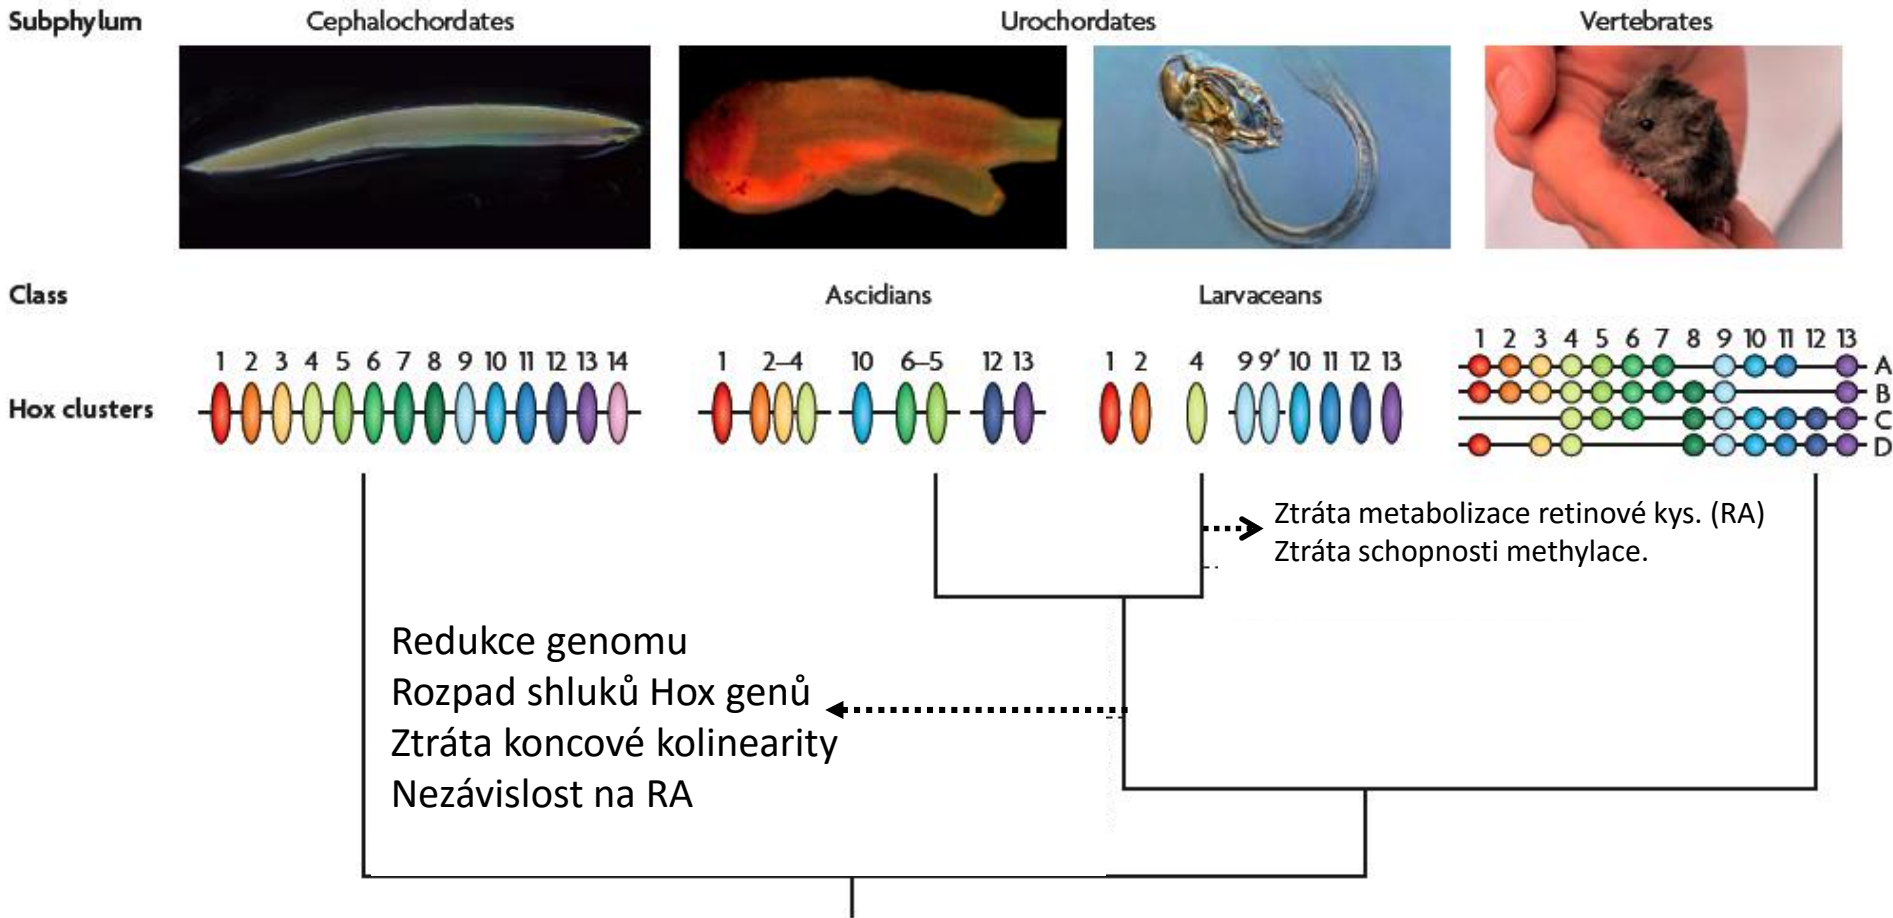 Subphylum Cephalochordates Urochordates Vertebrates
Class Ascidians Larvaceans
1 2 3 4 5 6 7 8 9 10 11 12 13
A
1 2 3 4 5 6 7 8 9 10 11 12 13 14 1 2–4 10 6–5 12 13 1 2 4 9 9′ 10 11 12 13
B
Hox clusters
C
D
Ztráta metabolizace retinové kys. (RA)
Ztráta schopnosti methylace.
Redukce genomu
Rozpad shluků Hox genů
Ztráta koncové kolinearity
Nezávislost na RA